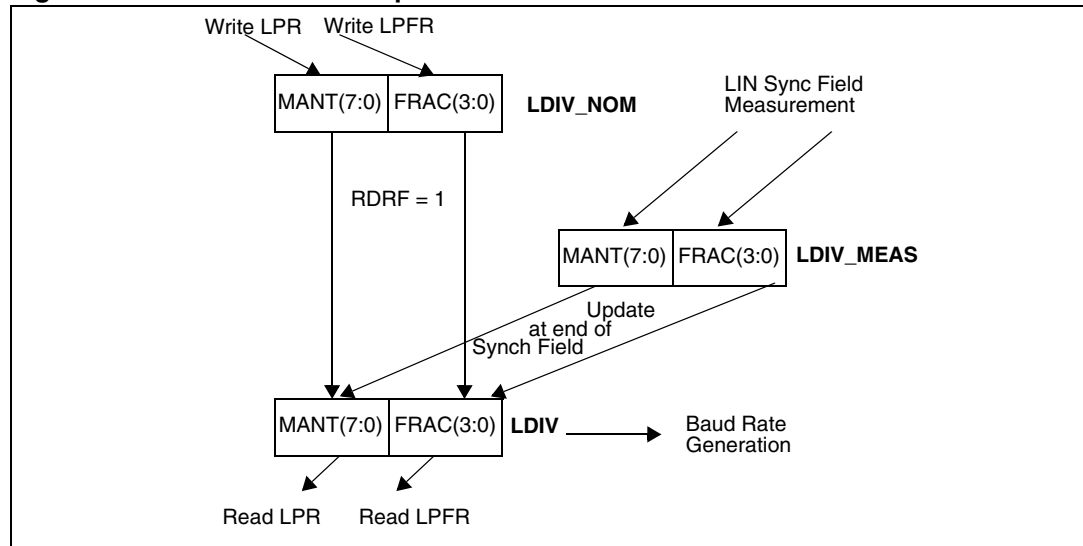 Write LPR
Write LPFR
MANT(7:0)
FRAC(3:0)
LDIV_NOM
LIN Sync Field
Measurement
RDRF = 1
MANT(7:0)
FRAC(3:0)
LDIV_MEAS
Update
at end of
Synch Field
MANT(7:0)
FRAC(3:0)
LDIV
Baud Rate
Generation
Read LPR
Read LPFR